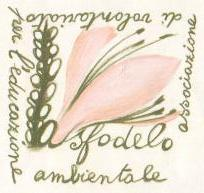 asfodelo
associazione
di volontariato
per l'educazione
ambientale